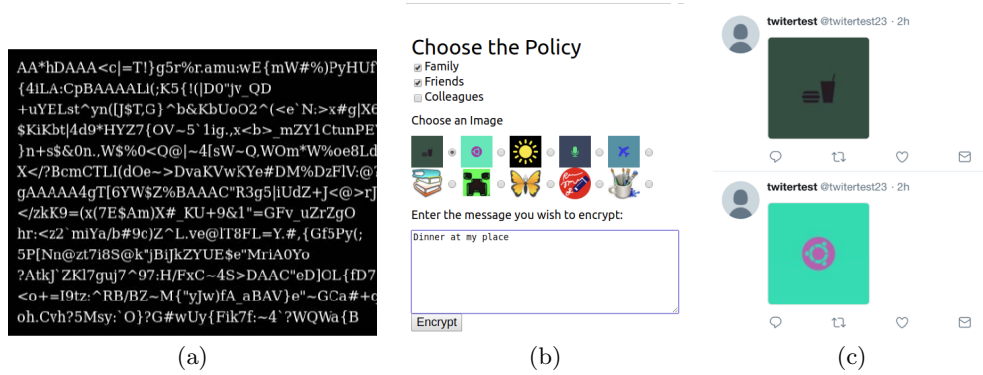 AA*hDAAA<c|=T!}g5r%r.amu:wE{mW#%)PyHUf
{4iLA:CpBAAAALi(;K5{!(|D0"jv_QD
+uYELst^yn([J$T,G}^b&KbUoO2^(<e`N:>x#g|X6
$KiKbt|4d9*HYZ7{OV~5`1ig.,x<b>_mZY1CtunPEY
}n+s$&0n.,W$%0<Q@|~4[sW~Q,WOm*W%oe8Ld
X</?BcmCTLI(dOe~>DvaKVwKYe#DM%DzFlV:@?
gAAAAA4gT[6YW$Z%BAAAC"R3g5|iUdZ+J<@>rJ
</zkK9=(x(7E$Am)X#_KU+9&1"=GFv_uZrZgO
hr:<z2`miYa/b#9c)Z^L.ve@IT8FL=Y.#,{Gf5Py(;
5P[Nn@zt7i8S@k"jBiJkZYUE$e"MriA0Yo
?AtkJ`ZKl7guj7^97:H/FxC~4S>DAAC"eD]OL{fD7
<o+=I9tz:^RB/BZ~M{"yJw)fA_aBAV}e"~GCa#+q
oh.Cvh?5Msy:`O}?G#wUy{Fik7f:~4`?WQWa{B
(a)
Choose the Policy
Family
Friends
Colleagues
Choose an Image
Enter the message you wish to encrypt:
Dinner at my place
Encrypt
(b)
twitertest @twitertest23 · 2h
twitertest @twitertest23 · 2h
(c)